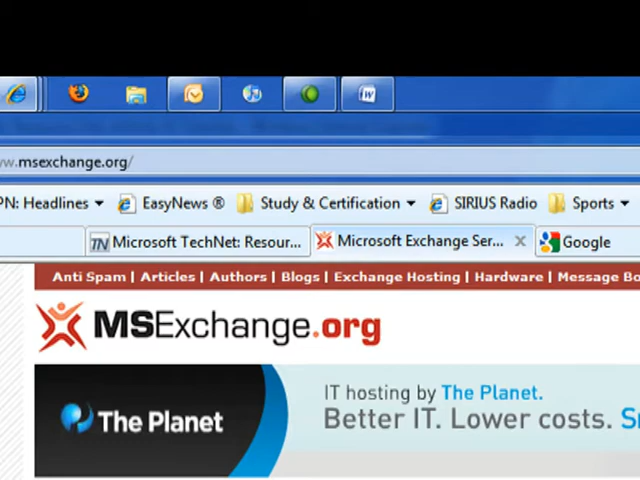 W
ww.msexchange.org/
PN: Headlines EasyNews ® Study & Certification SIRIUS Radio Sports
TN Microsoft TechNet: Resour... Microsoft Exchange Ser... Google
Anti Spam | Articles | Authors | Blogs | Exchange Hosting | Hardware | Message Bo
MSExchange.org
The Planet
IT hosting by The Planet.
Better IT. Lower costs. S